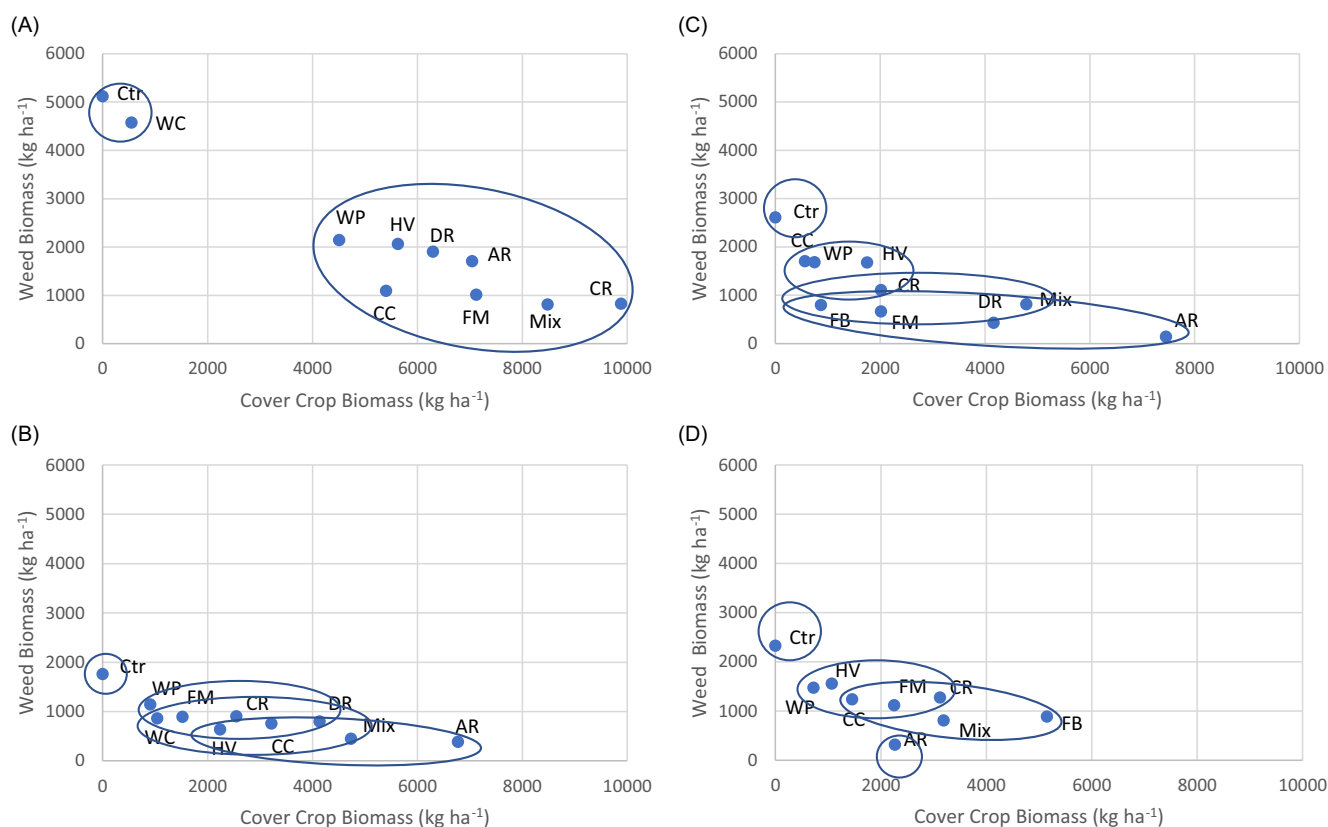 (A)
6000
5000
4000
3000
2000
1000
0
Weed Biomass (kg ha⁻¹)
Ctr
WC
WP
HV
DR
AR
CC
FM
Mix
CR
0 2000 4000 6000 8000 10000
Cover Crop Biomass (kg ha⁻¹)
(C)
6000
5000
4000
3000
2000
1000
0
Weed Biomass (kg ha⁻¹)
Ctr
CC
WP
HV
CR
DR
Mix
FB
FM
AR
0 2000 4000 6000 8000 10000
Cover Crop Biomass (kg ha⁻¹)
(B)
6000
5000
4000
3000
2000
1000
0
Weed Biomass (kg ha⁻¹)
Ctr
WP
FM
CR
DR
Mix
AR
WC
HV
CC
0 2000 4000 6000 8000 10000
Cover Crop Biomass (kg ha⁻¹)
(D)
6000
5000
4000
3000
2000
1000
0
Weed Biomass (kg ha⁻¹)
Ctr
HV
WP
CC
FM
CR
Mix
FB
AR
0 2000 4000 6000 8000 10000
Cover Crop Biomass (kg ha⁻¹)